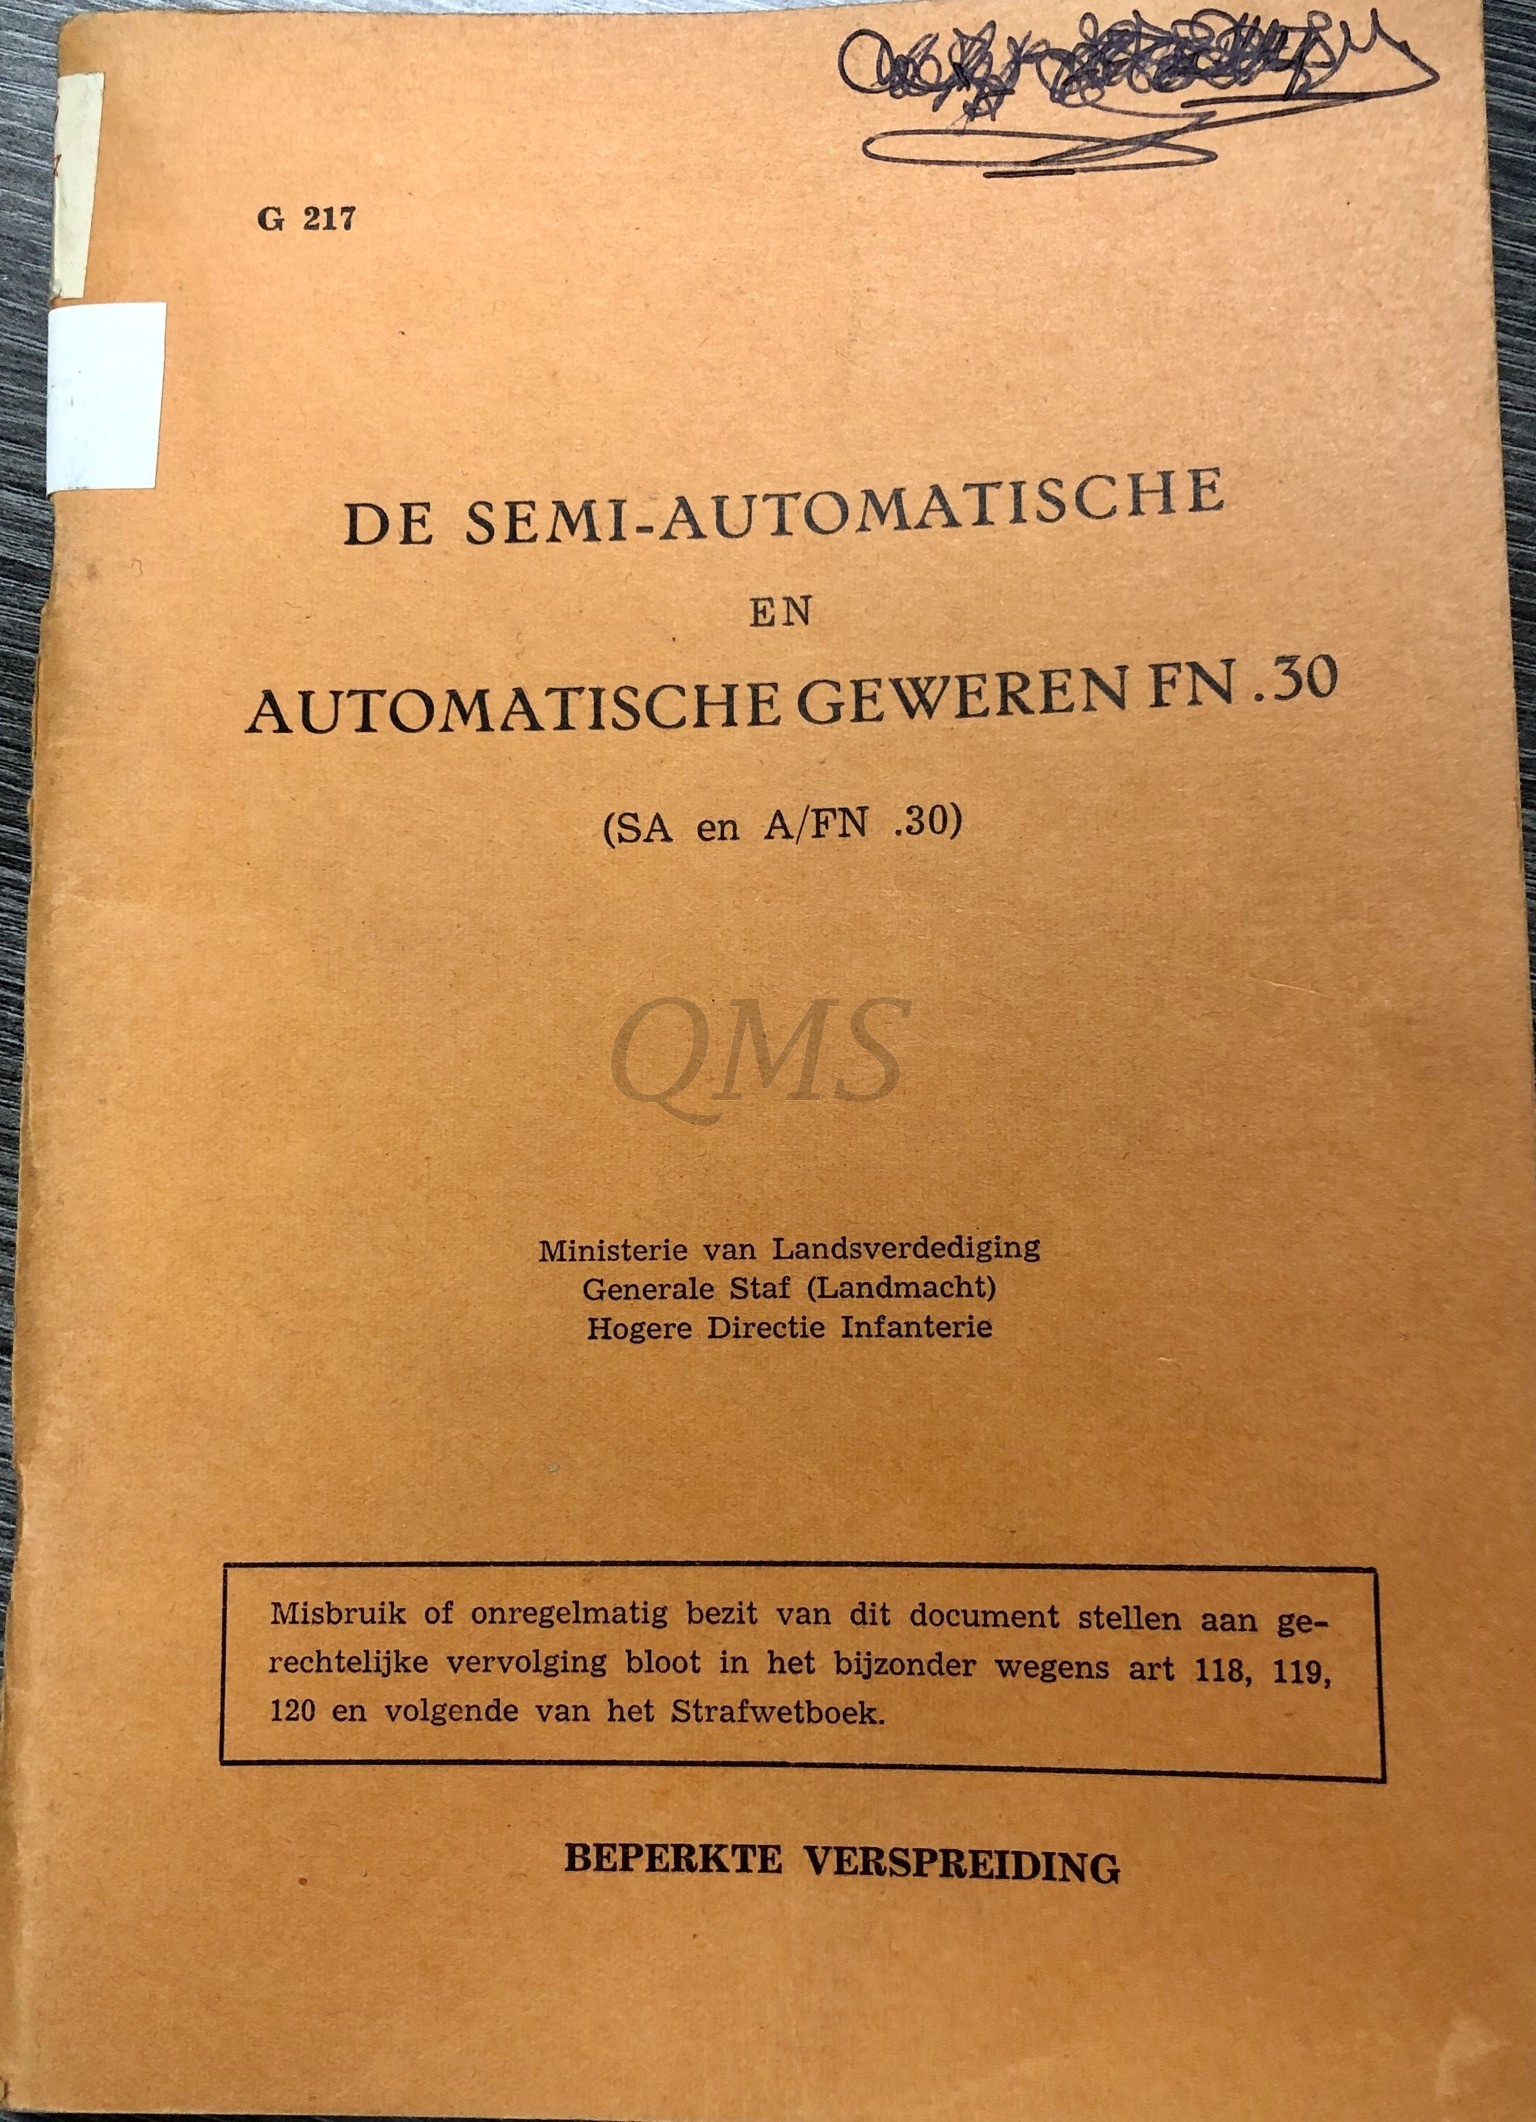 G 217
DE SEMI-AUTOMATISCHE
EN
AUTOMATISCHE GEWEREN FN .30
(SA en A/FN .30)
QMS
Ministerie van Landsverdediging
Generale Staf (Landmacht)
Hogere Directie Infanterie
Misbruik of onregelmatig bezit van dit document stellen aan ge-
rechtelijke vervolging bloot in het bijzonder wegens art 118, 119,
120 en volgende van het Strafwetboek.
BEPERKTE VERSPREIDING